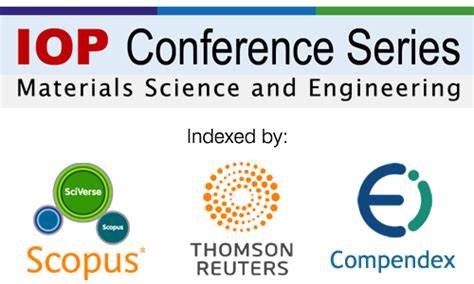 IOP Conference Series
Materials Science and Engineering
Indexed by:
SciVerse
Scopus
Scopus®
THOMSON
REUTERS
Compendex